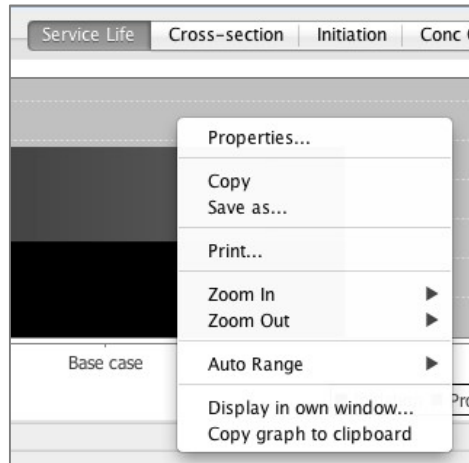 Service Life Cross-section Initiation Conc
Properties...
Copy
Save as...
Print...
Zoom In
Zoom Out
Base case
Auto Range
Display in own window...
Copy graph to clipboard